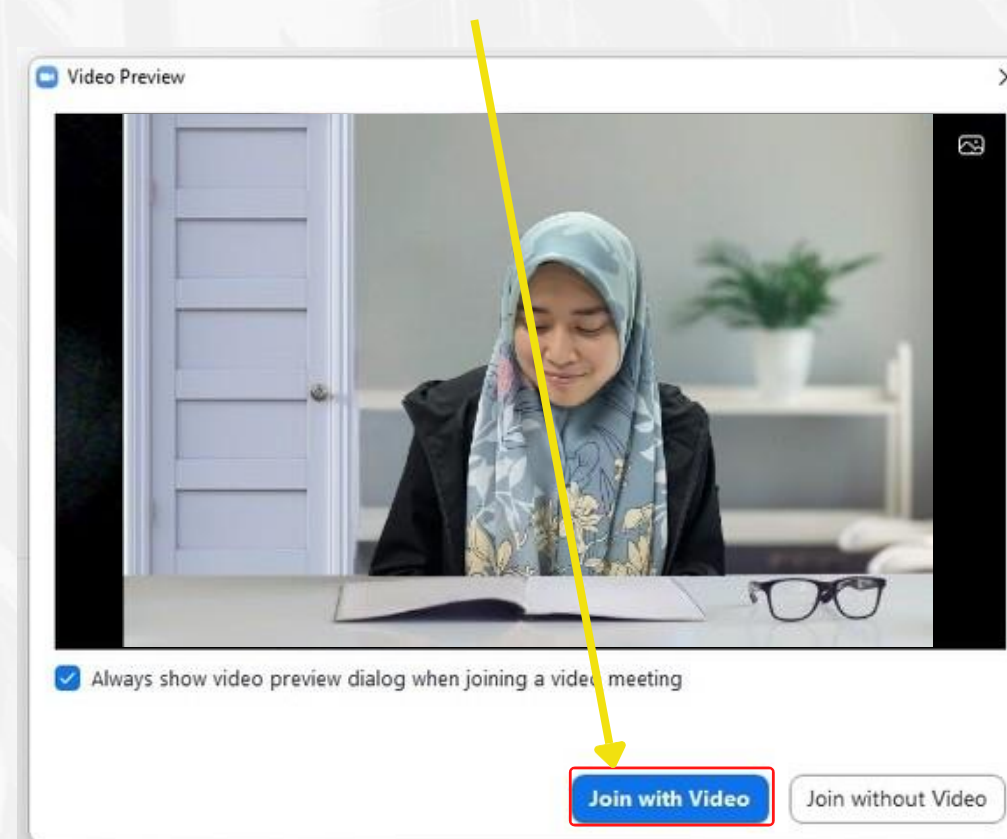 Video Preview
Always show video preview dialog when joining a video meeting
Join with Video
Join without Video